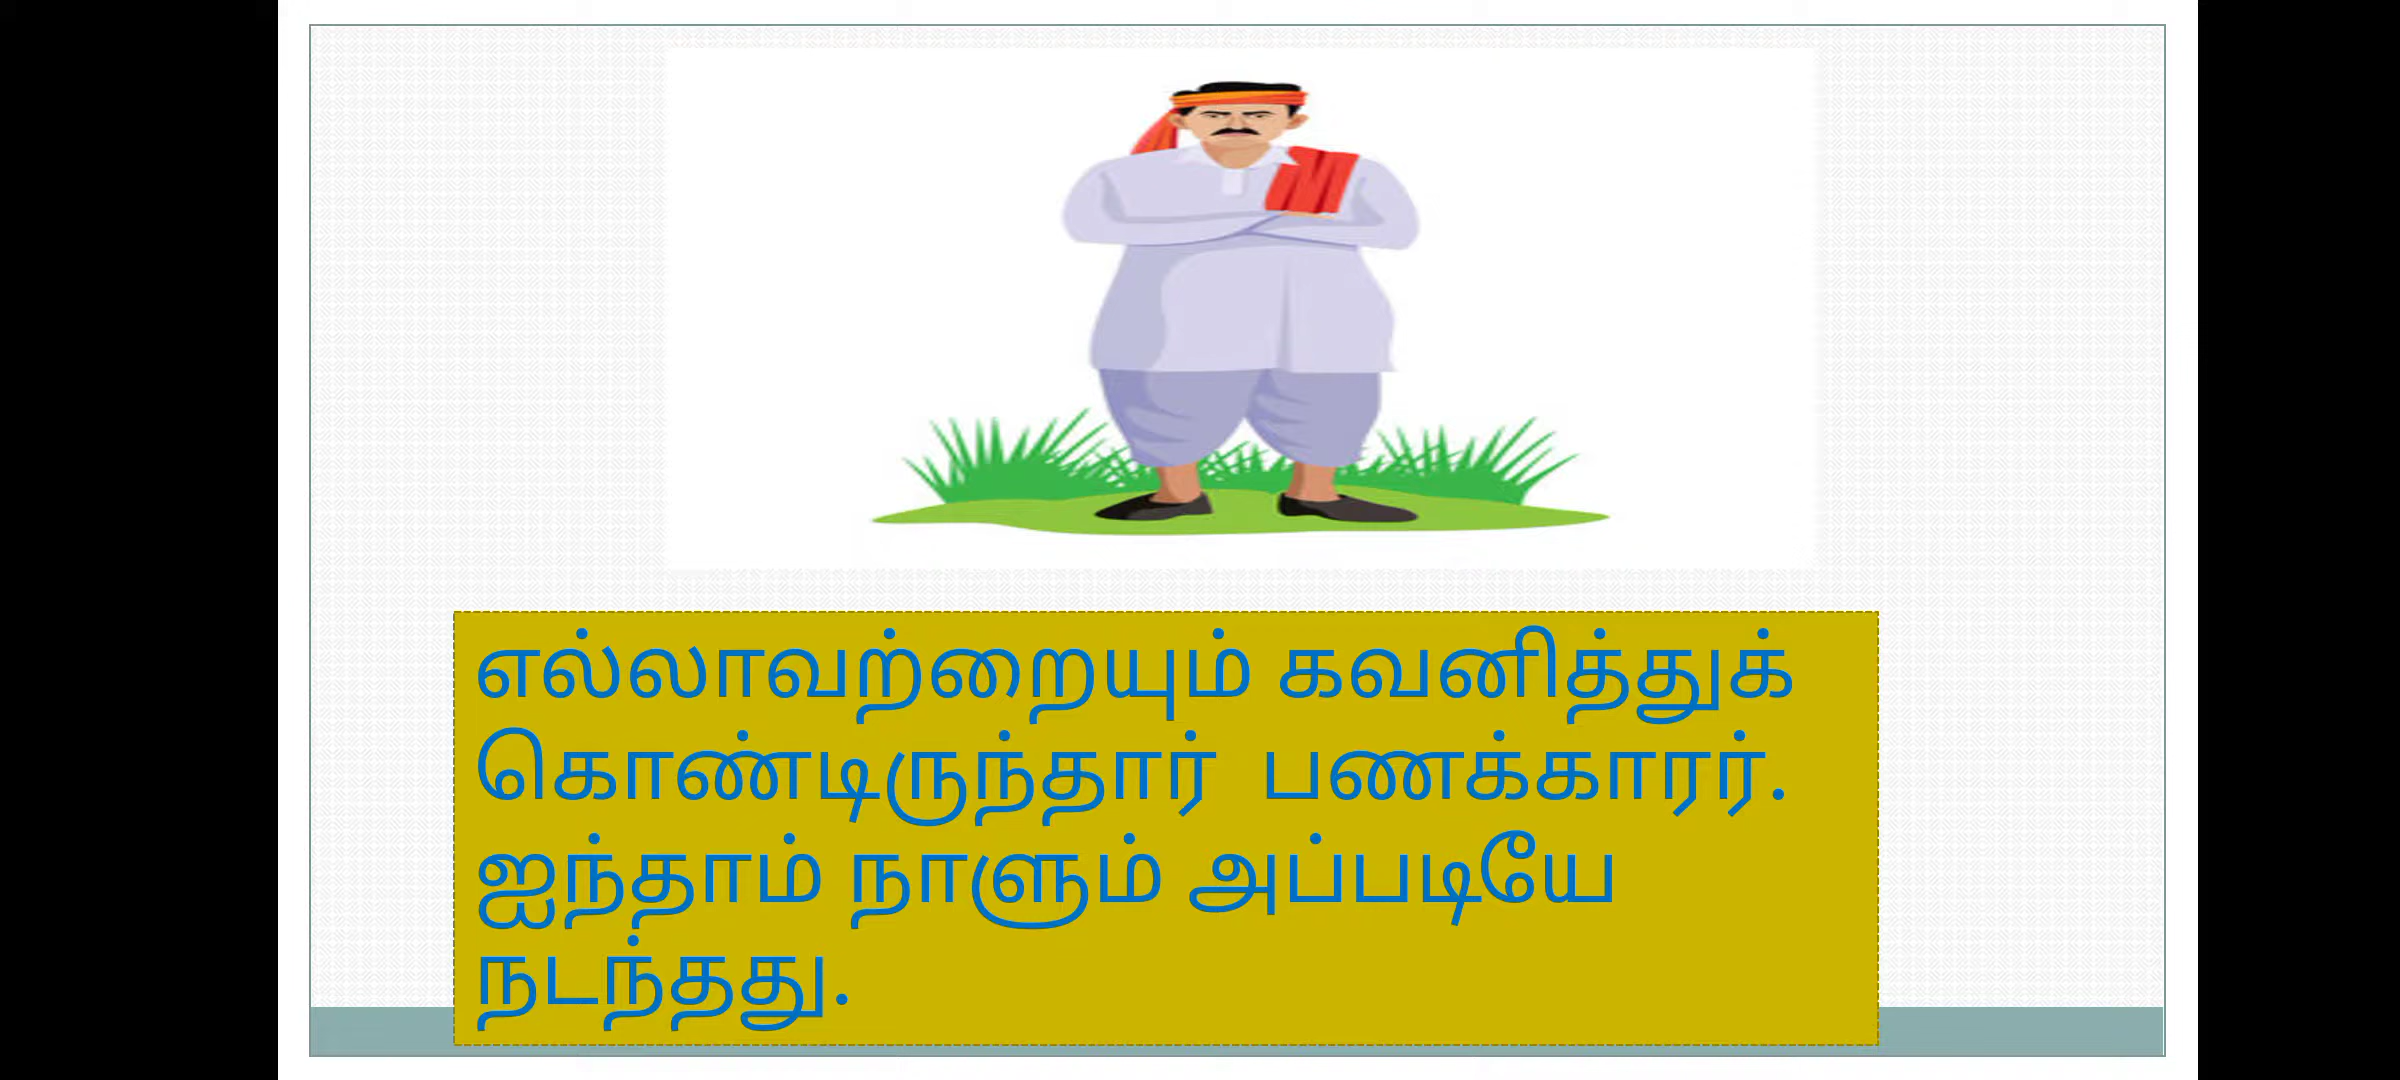 எல்லாவற்றையும் கவனித்துக்
கொண்டிருந்தார் பணக்காரர்.
ஐந்தாம் நாளும் அப்படியே
நடந்தது.